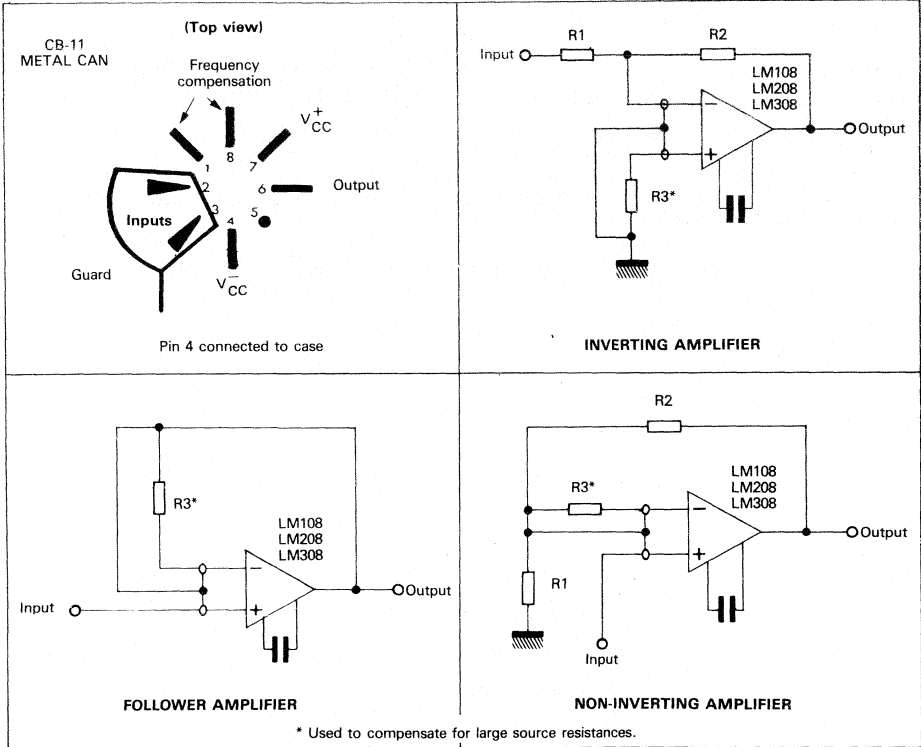 (Top view)
CB-11
METAL CAN
Frequency
compensation
V+CC
8
1
7
2
6
Output
3
5
4
Inputs
Guard
V−CC
Pin 4 connected to case
R1
R2
Input
LM108
LM208
LM308
−
+
Output
R3*
INVERTING AMPLIFIER
R3*
LM108
LM208
LM308
−
+
Input
Output
FOLLOWER AMPLIFIER
R2
LM108
LM208
LM308
R3*
−
+
Output
R1
Input
NON-INVERTING AMPLIFIER
* Used to compensate for large source resistances.